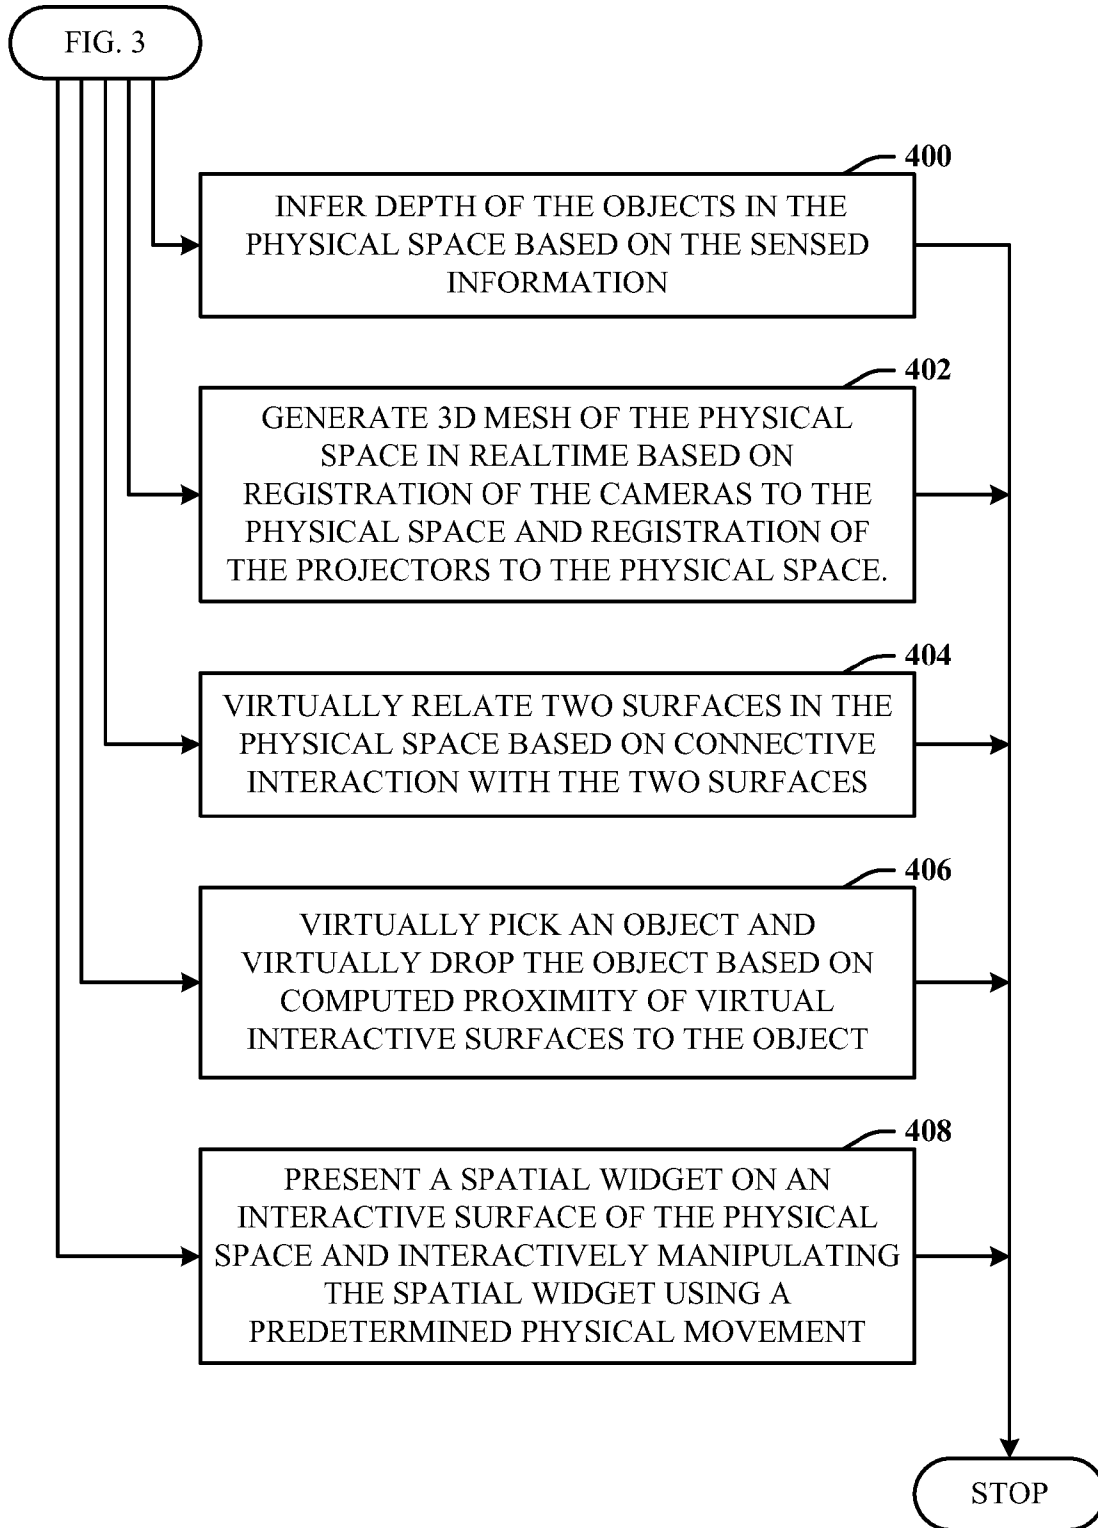 FIG. 3
400
INFER DEPTH OF THE OBJECTS IN THE
PHYSICAL SPACE BASED ON THE SENSED
INFORMATION
402
GENERATE 3D MESH OF THE PHYSICAL
SPACE IN REALTIME BASED ON
REGISTRATION OF THE CAMERAS TO THE
PHYSICAL SPACE AND REGISTRATION OF
THE PROJECTORS TO THE PHYSICAL SPACE.
404
VIRTUALLY RELATE TWO SURFACES IN THE
PHYSICAL SPACE BASED ON CONNECTIVE
INTERACTION WITH THE TWO SURFACES
406
VIRTUALLY PICK AN OBJECT AND
VIRTUALLY DROP THE OBJECT BASED ON
COMPUTED PROXIMITY OF VIRTUAL
INTERACTIVE SURFACES TO THE OBJECT
408
PRESENT A SPATIAL WIDGET ON AN
INTERACTIVE SURFACE OF THE PHYSICAL
SPACE AND INTERACTIVELY MANIPULATING
THE SPATIAL WIDGET USING A
PREDETERMINED PHYSICAL MOVEMENT
STOP